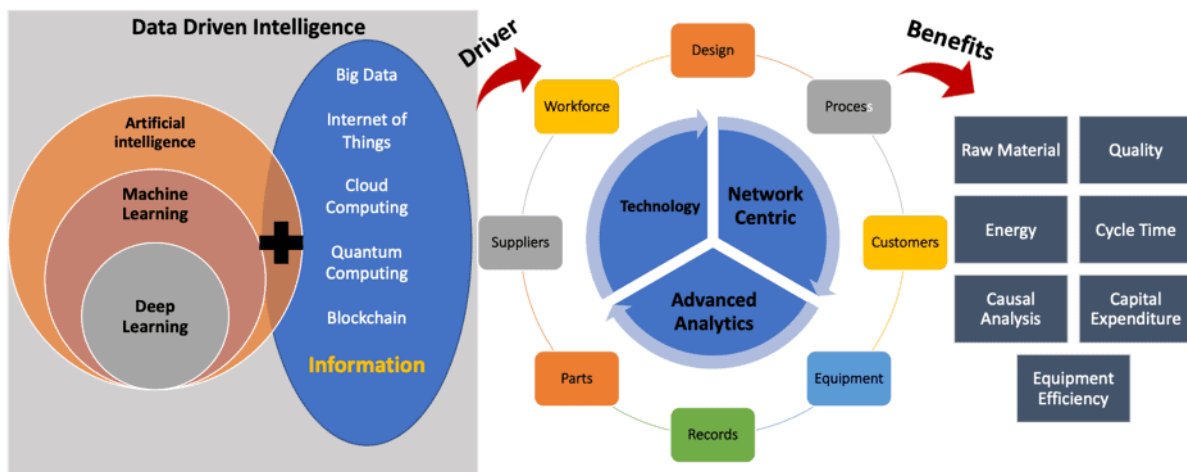 Data Driven Intelligence
Artificial
intelligence
Machine
Learning
Deep
Learning
Big Data
Internet of
Things
Cloud
Computing
Quantum
Computing
Blockchain
Information
Driver
Design
Workforce
Process
Suppliers
Customers
Parts
Equipment
Records
Technology
Network
Centric
Advanced
Analytics
Benefits
Raw Material
Quality
Energy
Cycle Time
Causal
Analysis
Capital
Expenditure
Equipment
Efficiency